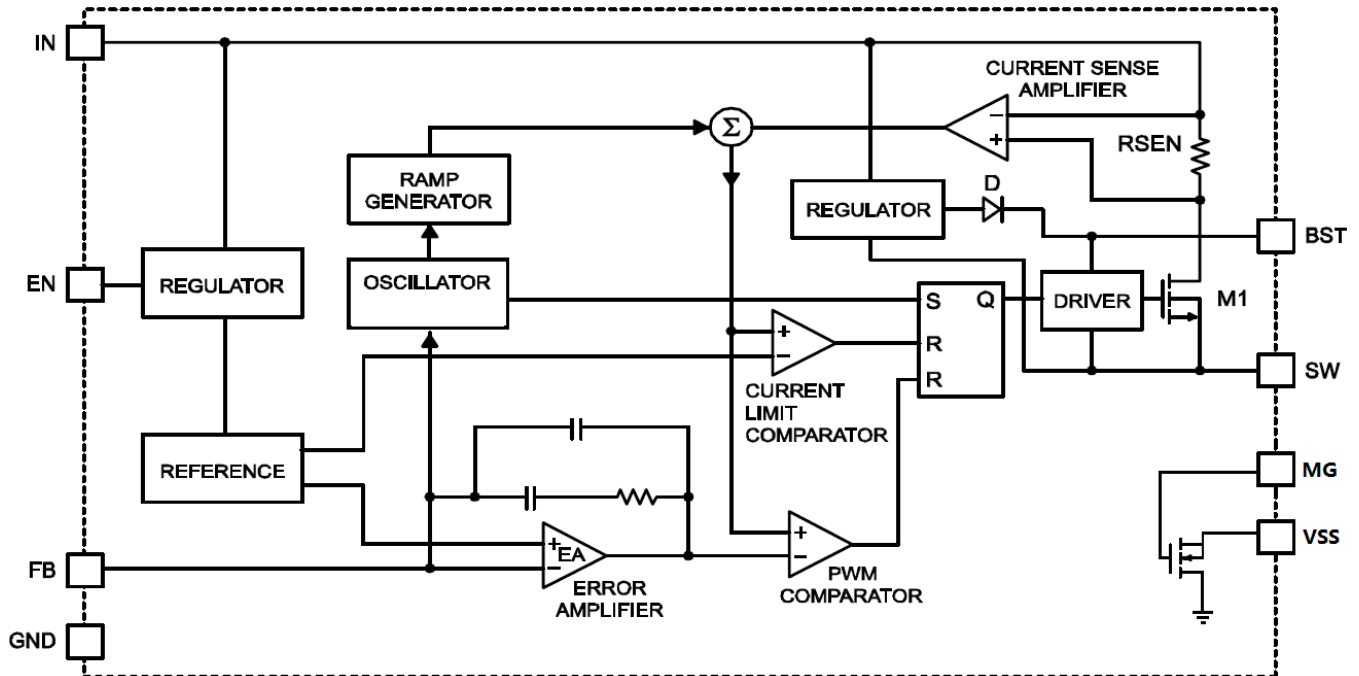 IN
CURRENT SENSE
AMPLIFIER
−
+
RSEN
Σ
RAMP
GENERATOR
D
REGULATOR
BST
EN
REGULATOR
OSCILLATOR
S
Q
DRIVER
M1
+
−
R
R
SW
CURRENT
LIMIT
COMPARATOR
REFERENCE
MG
+
EA
−
+
−
VSS
FB
ERROR
AMPLIFIER
PWM
COMPARATOR
GND